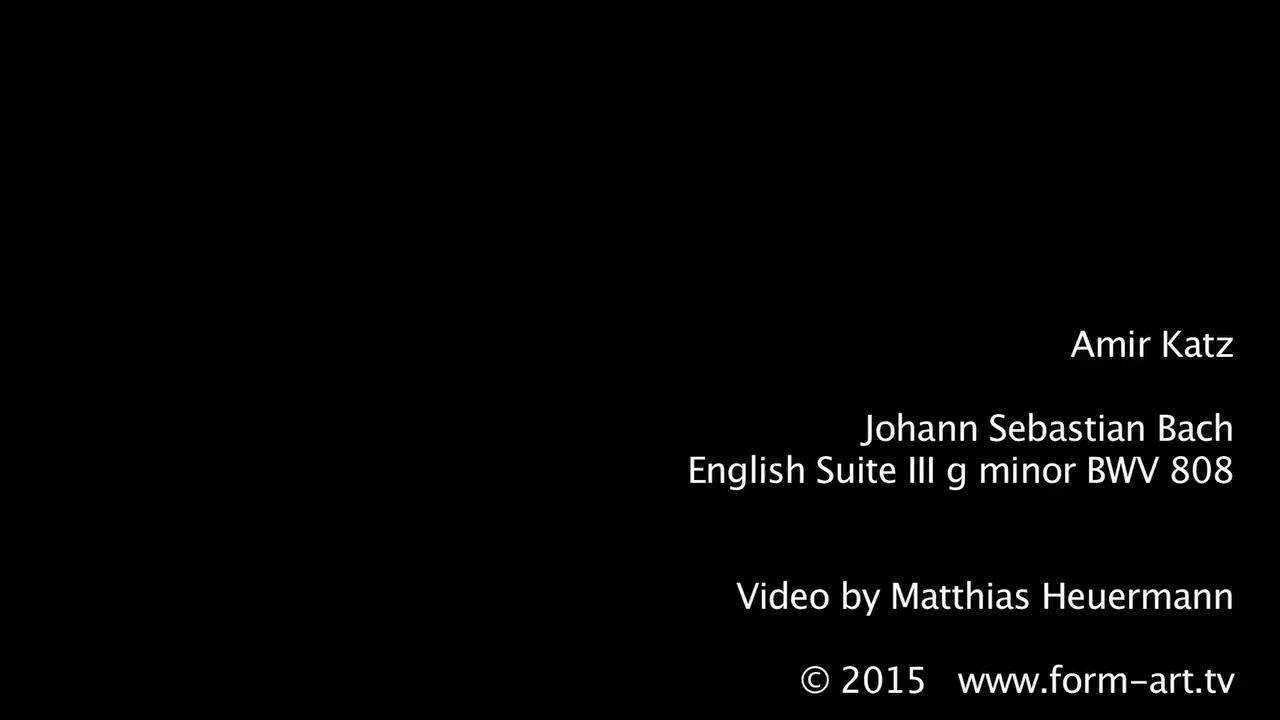 Amir Katz
Johann Sebastian Bach
English Suite III g minor BWV 808
Video by Matthias Heuermann
© 2015 www.form-art.tv